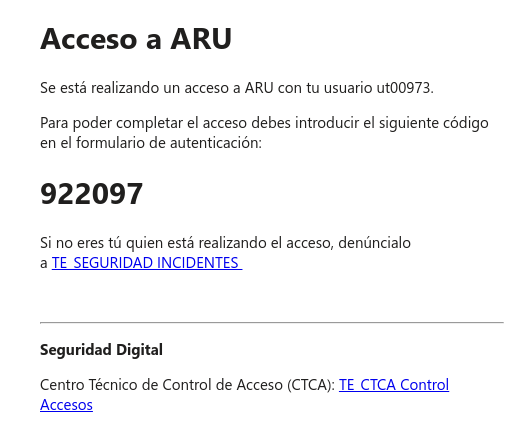 Acceso a ARU
Se está realizando un acceso a ARU con tu usuario ut00973.
Para poder completar el acceso debes introducir el siguiente código
en el formulario de autenticación:
922097
Si no eres tú quien está realizando el acceso, denúncialo
a TE_SEGURIDAD INCIDENTES
Seguridad Digital
Centro Técnico de Control de Acceso (CTCA): TE_CTCA Control
Accesos